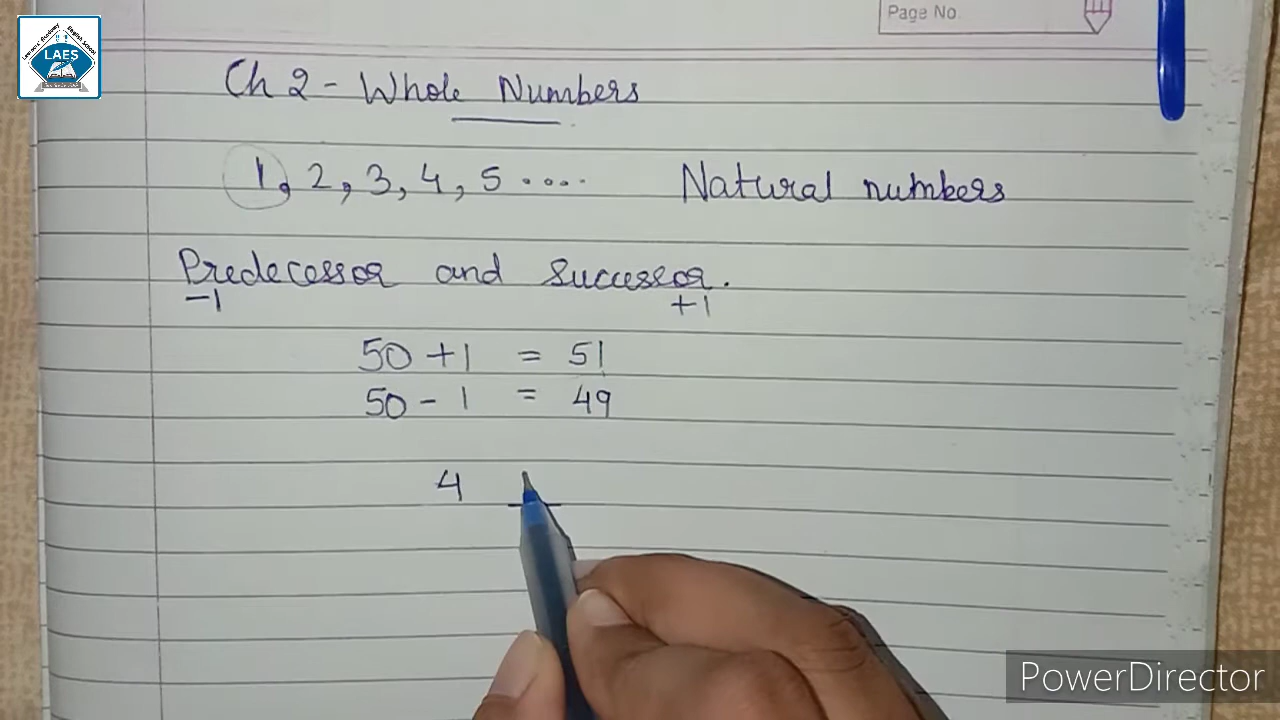 Page No.
LAES
Ch 2 - Whole Numbers
1, 2, 3, 4, 5 .... Natural numbers
Predecessor and Successor.
-1 +1
50 + 1 = 51
50 - 1 = 49
4
PowerDirector